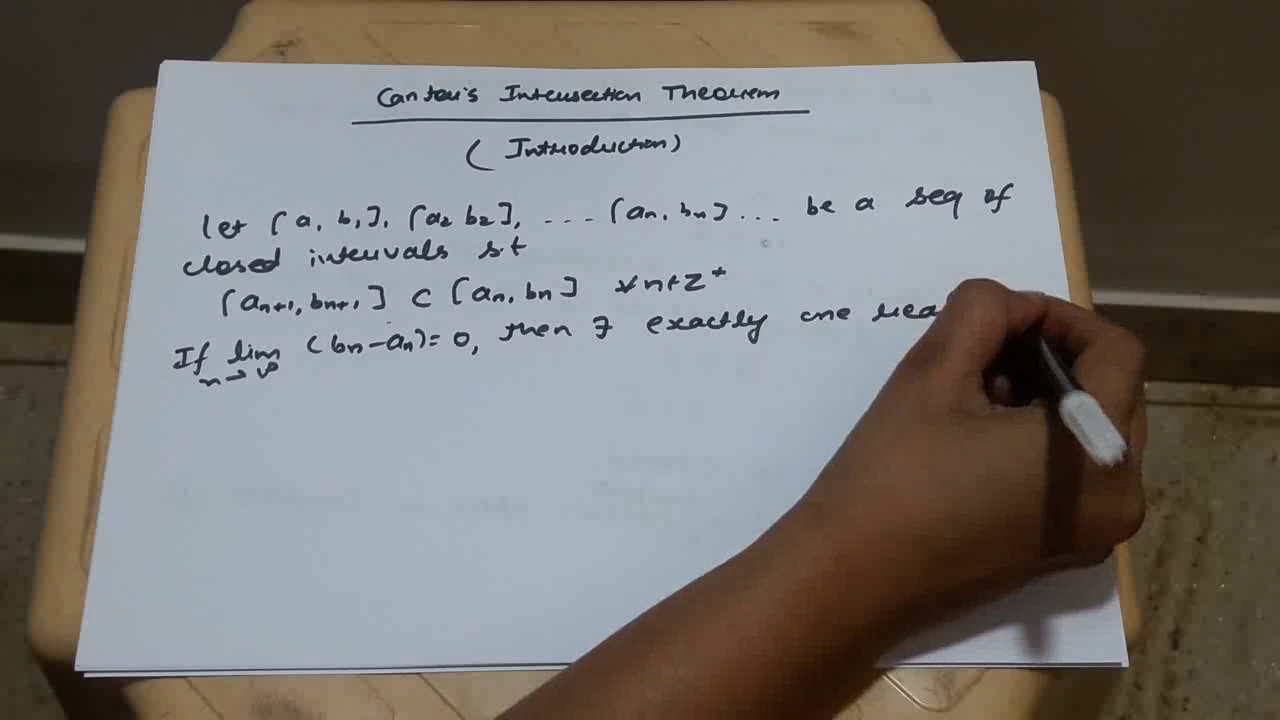 Cantor's Intersection Theorem
(Introduction)
let [a, b,], [a₂ b₂], ---- [an, bn] ... be a seq of
closed intervals s.t
[an+1, bn+1] ⊂ [an, bn] ∀ n ∈ Z⁺
If lim n→∞ (bn - an) = 0, then ∃ exactly one rea